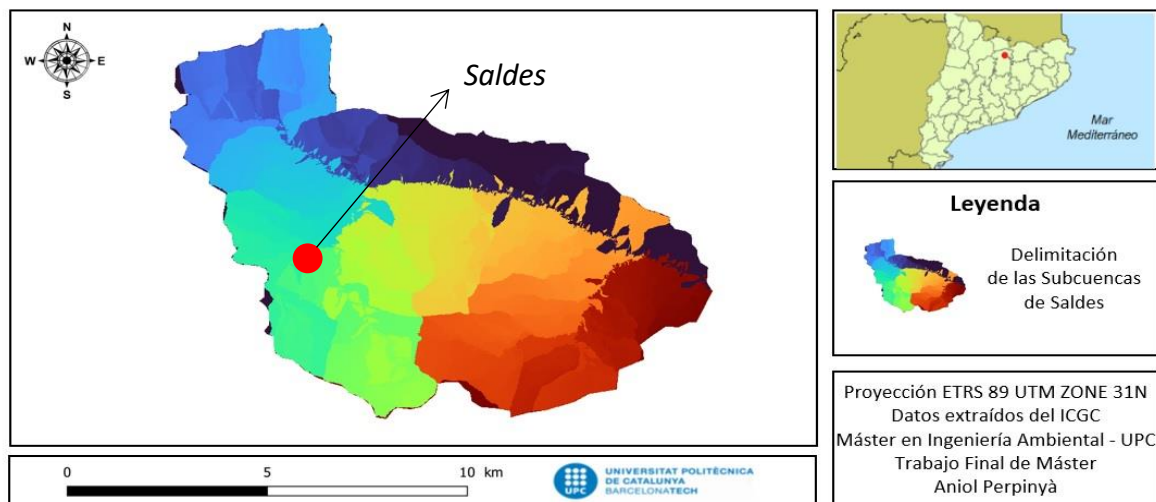 N
W
E
S
Saldes
Mar
Mediterráneo
Leyenda
Delimitación
de las Subcuencas
de Saldes
Proyección ETRS 89 UTM ZONE 31N
Datos extraídos del ICGC
Máster en Ingeniería Ambiental - UPC
Trabajo Final de Máster
Aniol Perpinyà
0
5
10 km
UPC
UNIVERSITAT POLITÈCNICA
DE CATALUNYA
BARCELONATECH